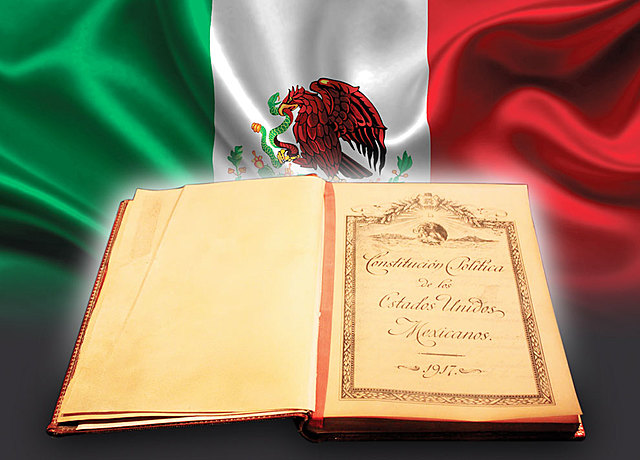 Constitución Política
de los
Estados Unidos
Mexicanos.
1917.